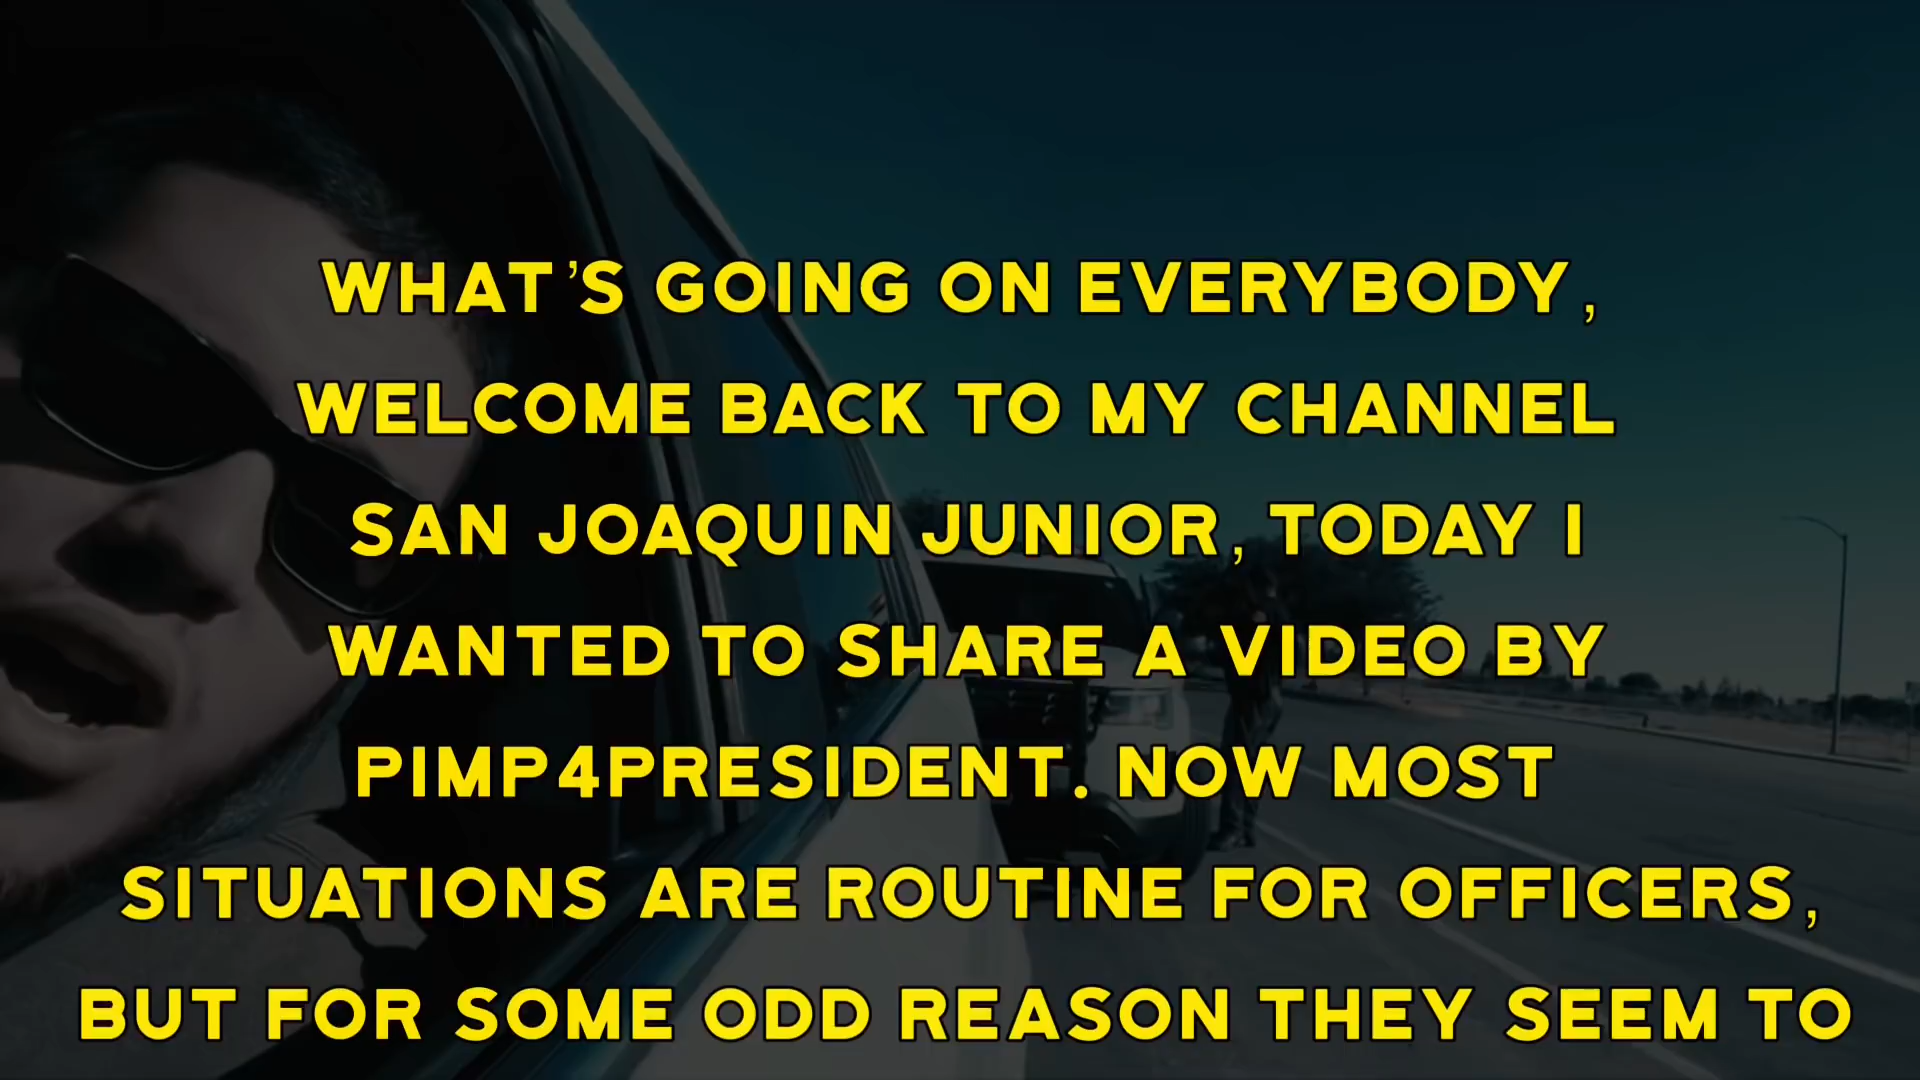 WHAT'S GOING ON EVERYBODY,
WELCOME BACK TO MY CHANNEL
SAN JOAQUIN JUNIOR, TODAY I
WANTED TO SHARE A VIDEO BY
PIMP4PRESIDENT. NOW MOST
SITUATIONS ARE ROUTINE FOR OFFICERS,
BUT FOR SOME ODD REASON THEY SEEM TO